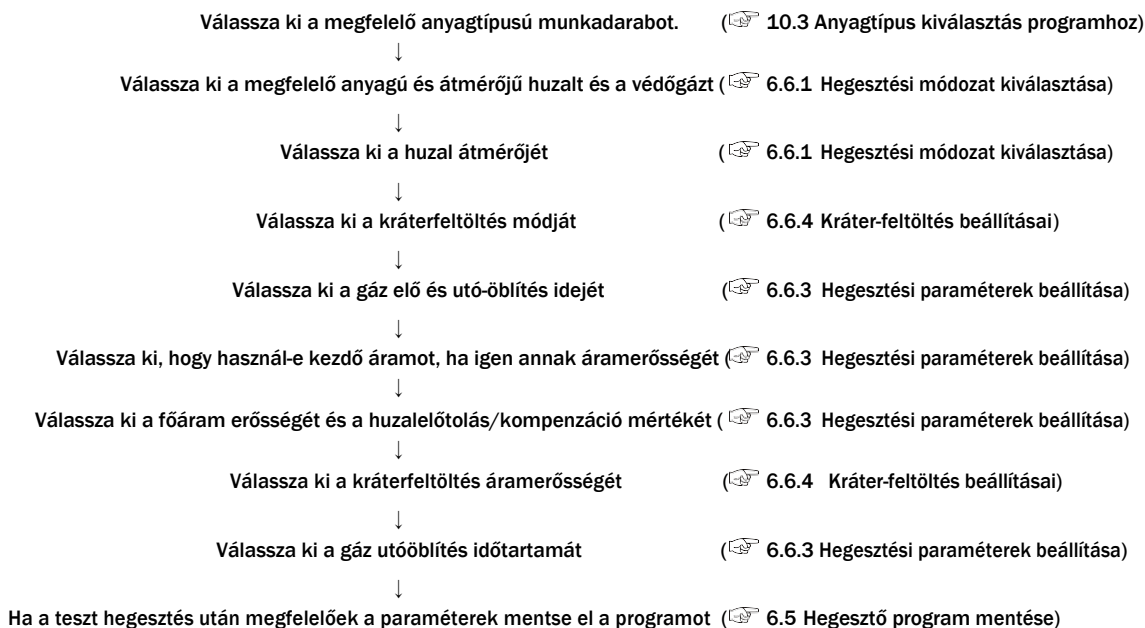 Válassza ki a megfelelő anyagtípusú munkadarabot. (☞ 10.3 Anyagtípus kiválasztás programhoz)
↓
Válassza ki a megfelelő anyagú és átmérőjű huzalt és a védőgázt (☞ 6.6.1 Hegesztési módozat kiválasztása)
↓
Válassza ki a huzal átmérőjét (☞ 6.6.1 Hegesztési módozat kiválasztása)
↓
Válassza ki a kráterfeltöltés módját (☞ 6.6.4 Kráter-feltöltés beállításai)
↓
Válassza ki a gáz elő és utó-öblítés idejét (☞ 6.6.3 Hegesztési paraméterek beállítása)
↓
Válassza ki, hogy használ-e kezdő áramot, ha igen annak áramerősségét (☞ 6.6.3 Hegesztési paraméterek beállítása)
↓
Válassza ki a főáram erősségét és a huzalelőtolás/kompenzáció mértékét (☞ 6.6.3 Hegesztési paraméterek beállítása)
↓
Válassza ki a kráterfeltöltés áramerősségét (☞ 6.6.4 Kráter-feltöltés beállításai)
↓
Válassza ki a gáz utóöblítés időtartamát (☞ 6.6.3 Hegesztési paraméterek beállítása)
↓
Ha a teszt hegesztés után megfelelőek a paraméterek mentse el a programot (☞ 6.5 Hegesztő program mentése)